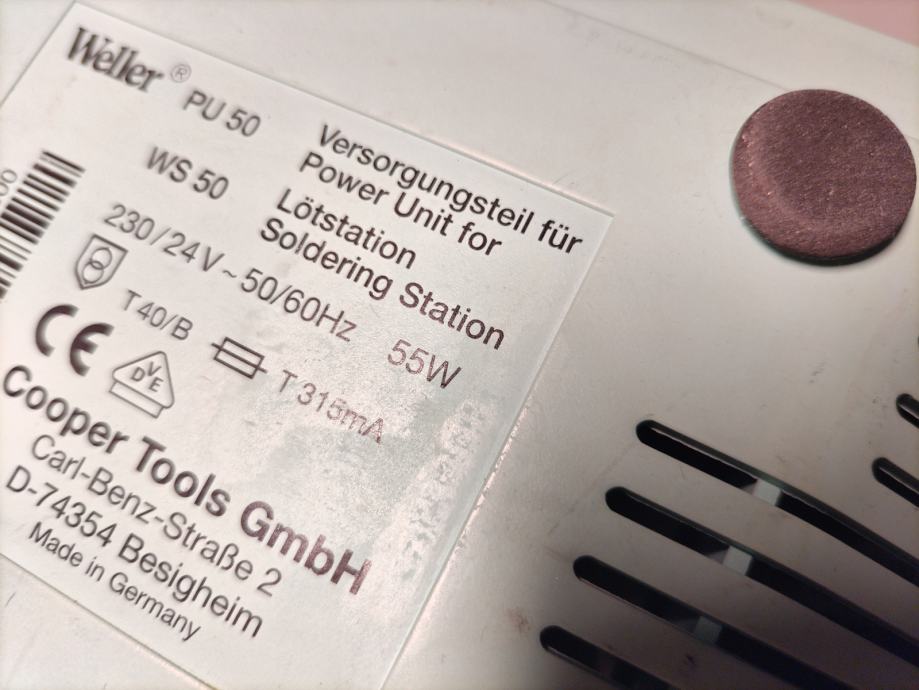 Weller® PU 50
Versorgungsteil für
Power Unit for
WS 50
Lötstation
Soldering Station
230/24V~50/60Hz 55W
T40/B T 315mA
CE VDE
Cooper Tools GmbH
Carl-Benz-Straße 2
D-74354 Besigheim
Made in Germany